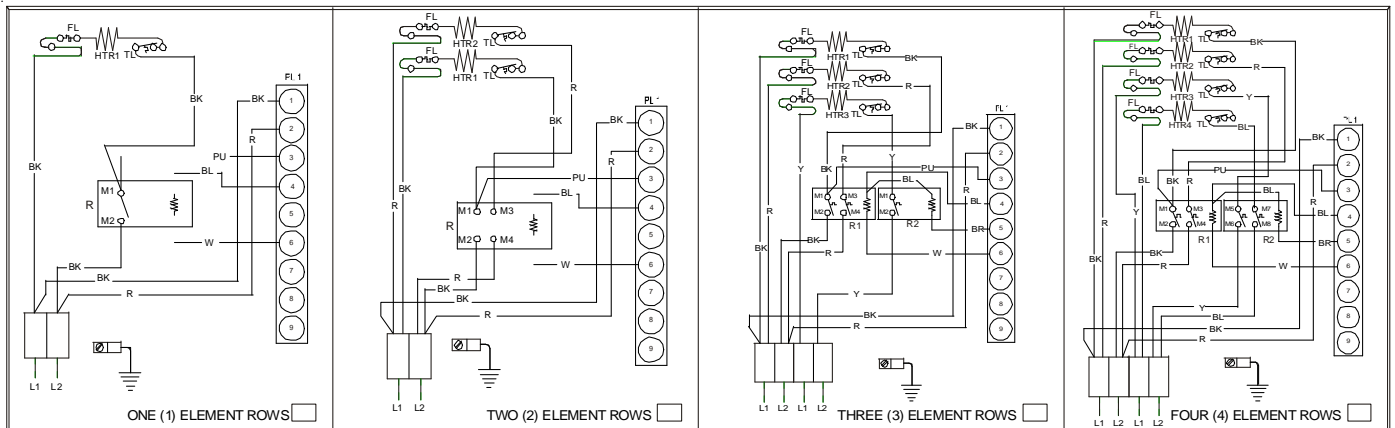 FL
HTR1
TL
PL 1
BK
BK
1
R
2
PU
3
BL
4
BK
M1
R
M2
5
W
6
BK
7
BK
R
8
9
L1 L2
ONE (1) ELEMENT ROWS
FL
HTR2 TL
FL
HTR1 TL
R
BK
1
BK
R
2
R
BK
PU
3
BL
4
M1 M3
R
5
M2 M4
W
6
R
BK
7
BK
R
8
9
L1 L2
TWO (2) ELEMENT ROWS
FL
HTR1 TL
BK
FL
HTR2 TL
R
FL
HTR3 TL
BK
1
R
2
Y
BK
R
Y
PU
3
M1 M3
M2 M4
R1
BL
M1
M2
R2
R
BL
4
BR
5
BK
R
BK
R
W
6
7
Y
BK
R
8
9
L1 L2 L1 L2
THREE (3) ELEMENT ROWS
FL
HTR1 TL
BK
FL
HTR2 TL
R
FL
HTR3 TL
Y
FL
HTR4 TL
BL
BK
1
R
2
BL
BK
R
PU
3
BL
M1 M3
M2 M4
R1
M5 M7
M6 M8
R2
BL
4
BR
5
R
Y
BK
BK
R
W
6
7
Y
BL
8
BK
R
9
L1 L2 L1 L2
FOUR (4) ELEMENT ROWS